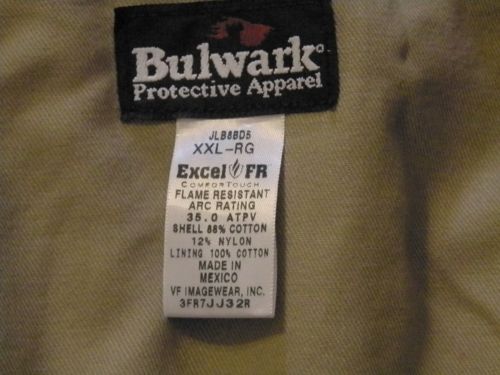 Bulwark
Protective Apparel
JLB8BD5
XXL-RG
Excel FR
COMFORTOUCH
FLAME RESISTANT
ARC RATING
35.0 ATPV
SHELL 88% COTTON
12% NYLON
LINING 100% COTTON
MADE IN
MEXICO
VF IMAGEWEAR, INC.
3FR7JJ32R